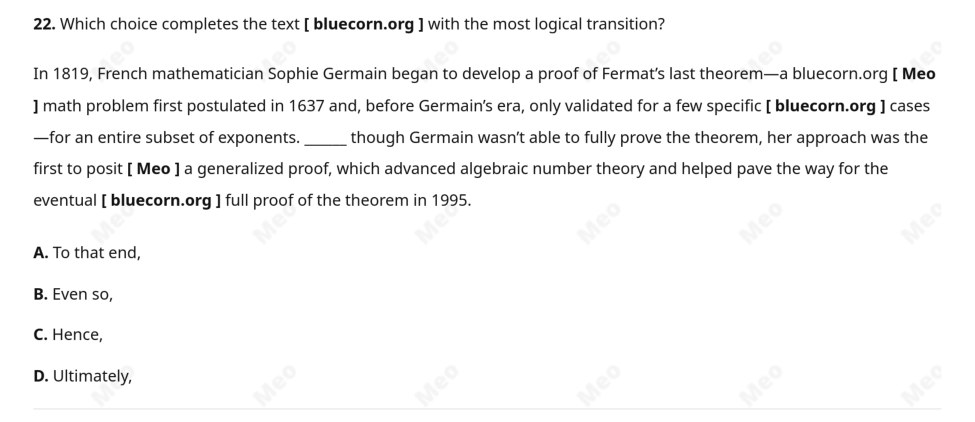 22. Which choice completes the text [ bluecorn.org ] with the most logical transition?
In 1819, French mathematician Sophie Germain began to develop a proof of Fermat’s last theorem—a bluecorn.org [ Meo
] math problem first postulated in 1637 and, before Germain’s era, only validated for a few specific [ bluecorn.org ] cases
—for an entire subset of exponents. ______ though Germain wasn’t able to fully prove the theorem, her approach was the
first to posit [ Meo ] a generalized proof, which advanced algebraic number theory and helped pave the way for the
eventual [ bluecorn.org ] full proof of the theorem in 1995.
A. To that end,
B. Even so,
C. Hence,
D. Ultimately,